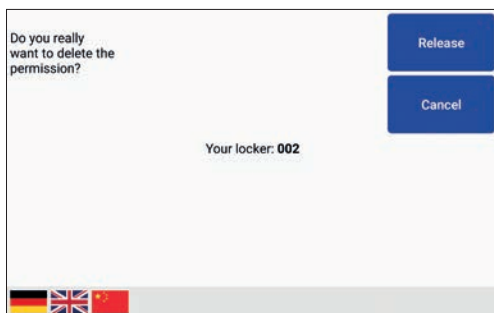 Do you really
want to delete the
permission?
Release
Cancel
Your locker: 002